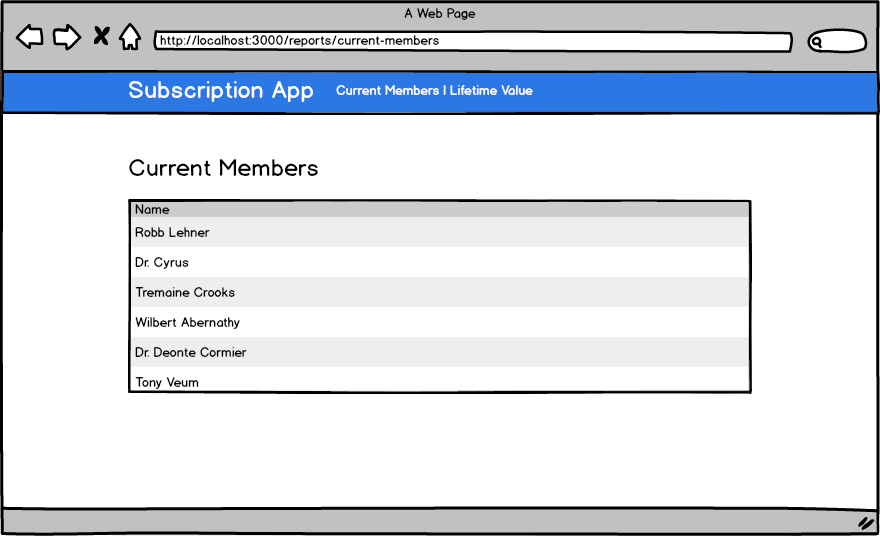 A Web Page
http://localhost:3000/reports/current-members
Subscription App
Current Members | Lifetime Value
Current Members
Name
Robb Lehner
Dr. Cyrus
Tremaine Crooks
Wilbert Abernathy
Dr. Deonte Cormier
Tony Veum